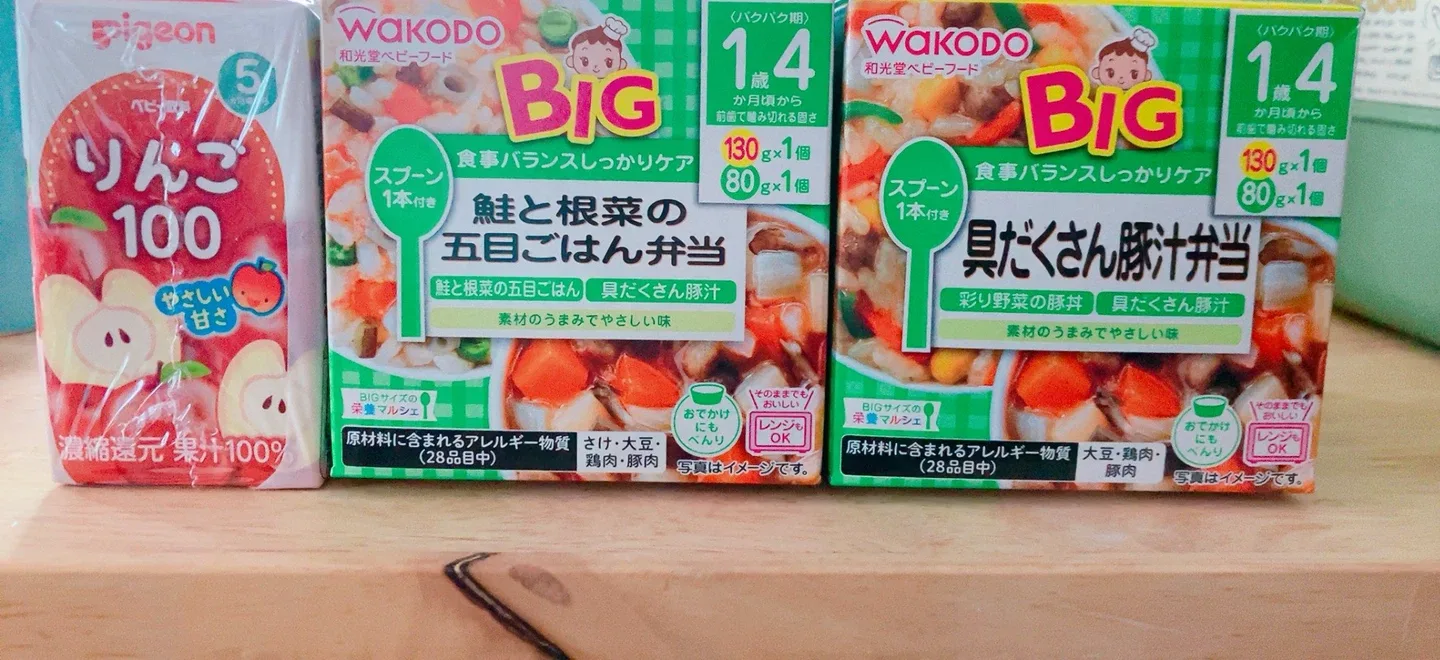 pigeon
5
ベビー飲料
りんご
100
やさしい
甘さ
濃縮還元 果汁100%
WAKODO
和光堂ベビーフード
BIG
〈パクパク期〉
1歳4
か月頃から
前歯で噛み切れる固さ
130g×1個
80g×1個
スプーン
1本付き
食事バランスしっかりケア
鮭と根菜の
五目ごはん弁当
鮭と根菜の五目ごはん 具だくさん豚汁
素材のうまみでやさしい味
BIGサイズの
栄養マルシェ
おでかけ
にも
べんり
そのままでも
おいしい
レンジも
OK
原材料に含まれるアレルギー物質
(28品目中)
さけ・大豆・
鶏肉・豚肉
写真はイメージです。
WAKODO
和光堂ベビーフード
BIG
〈パクパク期〉
1歳4
か月頃から
前歯で噛み切れる固さ
130g×1個
80g×1個
スプーン
1本付き
食事バランスしっかりケア
具だくさん豚汁弁当
彩り野菜の豚丼 具だくさん豚汁
素材のうまみでやさしい味
BIGサイズの
栄養マルシェ
おでかけ
にも
べんり
そのままでも
おいしい
レンジも
OK
原材料に含まれるアレルギー物質
(28品目中)
大豆・鶏肉・
豚肉
写真はイメージです。